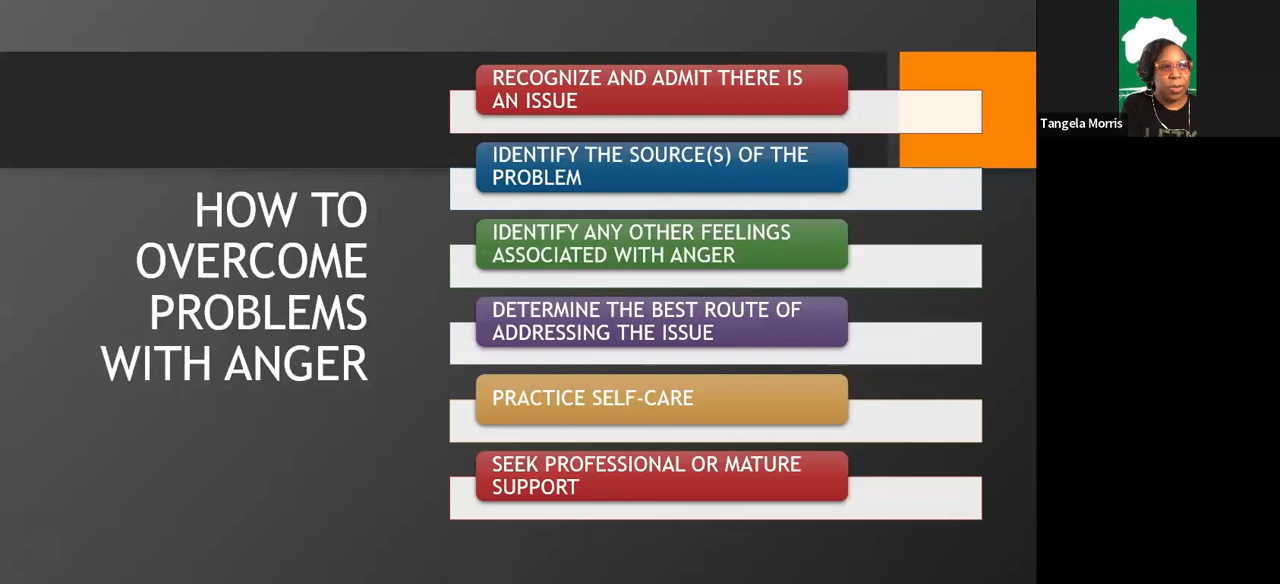 HOW TO
OVERCOME
PROBLEMS
WITH ANGER
RECOGNIZE AND ADMIT THERE IS
AN ISSUE
IDENTIFY THE SOURCE(S) OF THE
PROBLEM
IDENTIFY ANY OTHER FEELINGS
ASSOCIATED WITH ANGER
DETERMINE THE BEST ROUTE OF
ADDRESSING THE ISSUE
PRACTICE SELF-CARE
SEEK PROFESSIONAL OR MATURE
SUPPORT
Tangela Morris